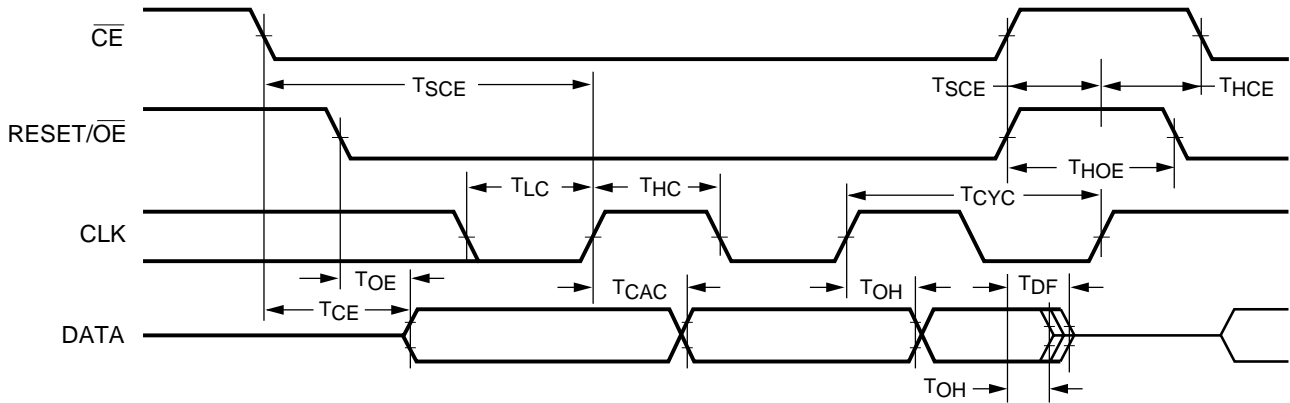 CE
TSCE
TSCE
THCE
RESET/OE
THOE
TLC
THC
TCYC
CLK
TOE
TCAC
TOH
TDF
TCE
DATA
TOH